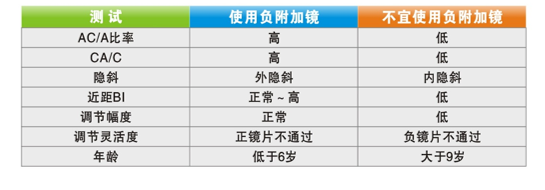 测试 使用负附加镜 不宜使用负附加镜
AC/A比率 高 低
CA/C 高 低
隐斜 外隐斜 内隐斜
近距BI 正常~高 低
调节幅度 正常 低
调节灵活度 正镜片不通过 负镜片不通过
年龄 低于6岁 大于9岁